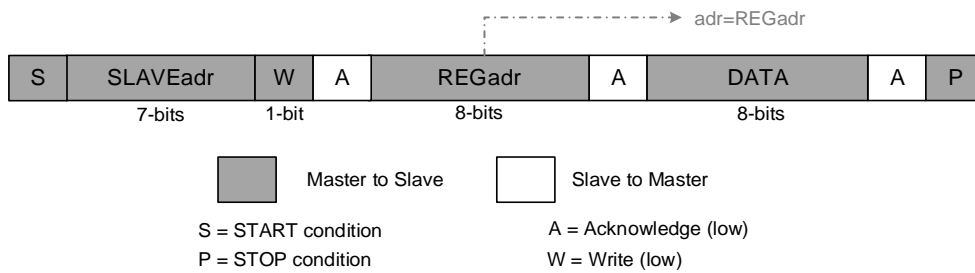 adr=REGadr
S SLAVEadr W A REGadr A DATA A P
7-bits 1-bit 8-bits 8-bits
Master to Slave Slave to Master
S = START condition A = Acknowledge (low)
P = STOP condition W = Write (low)